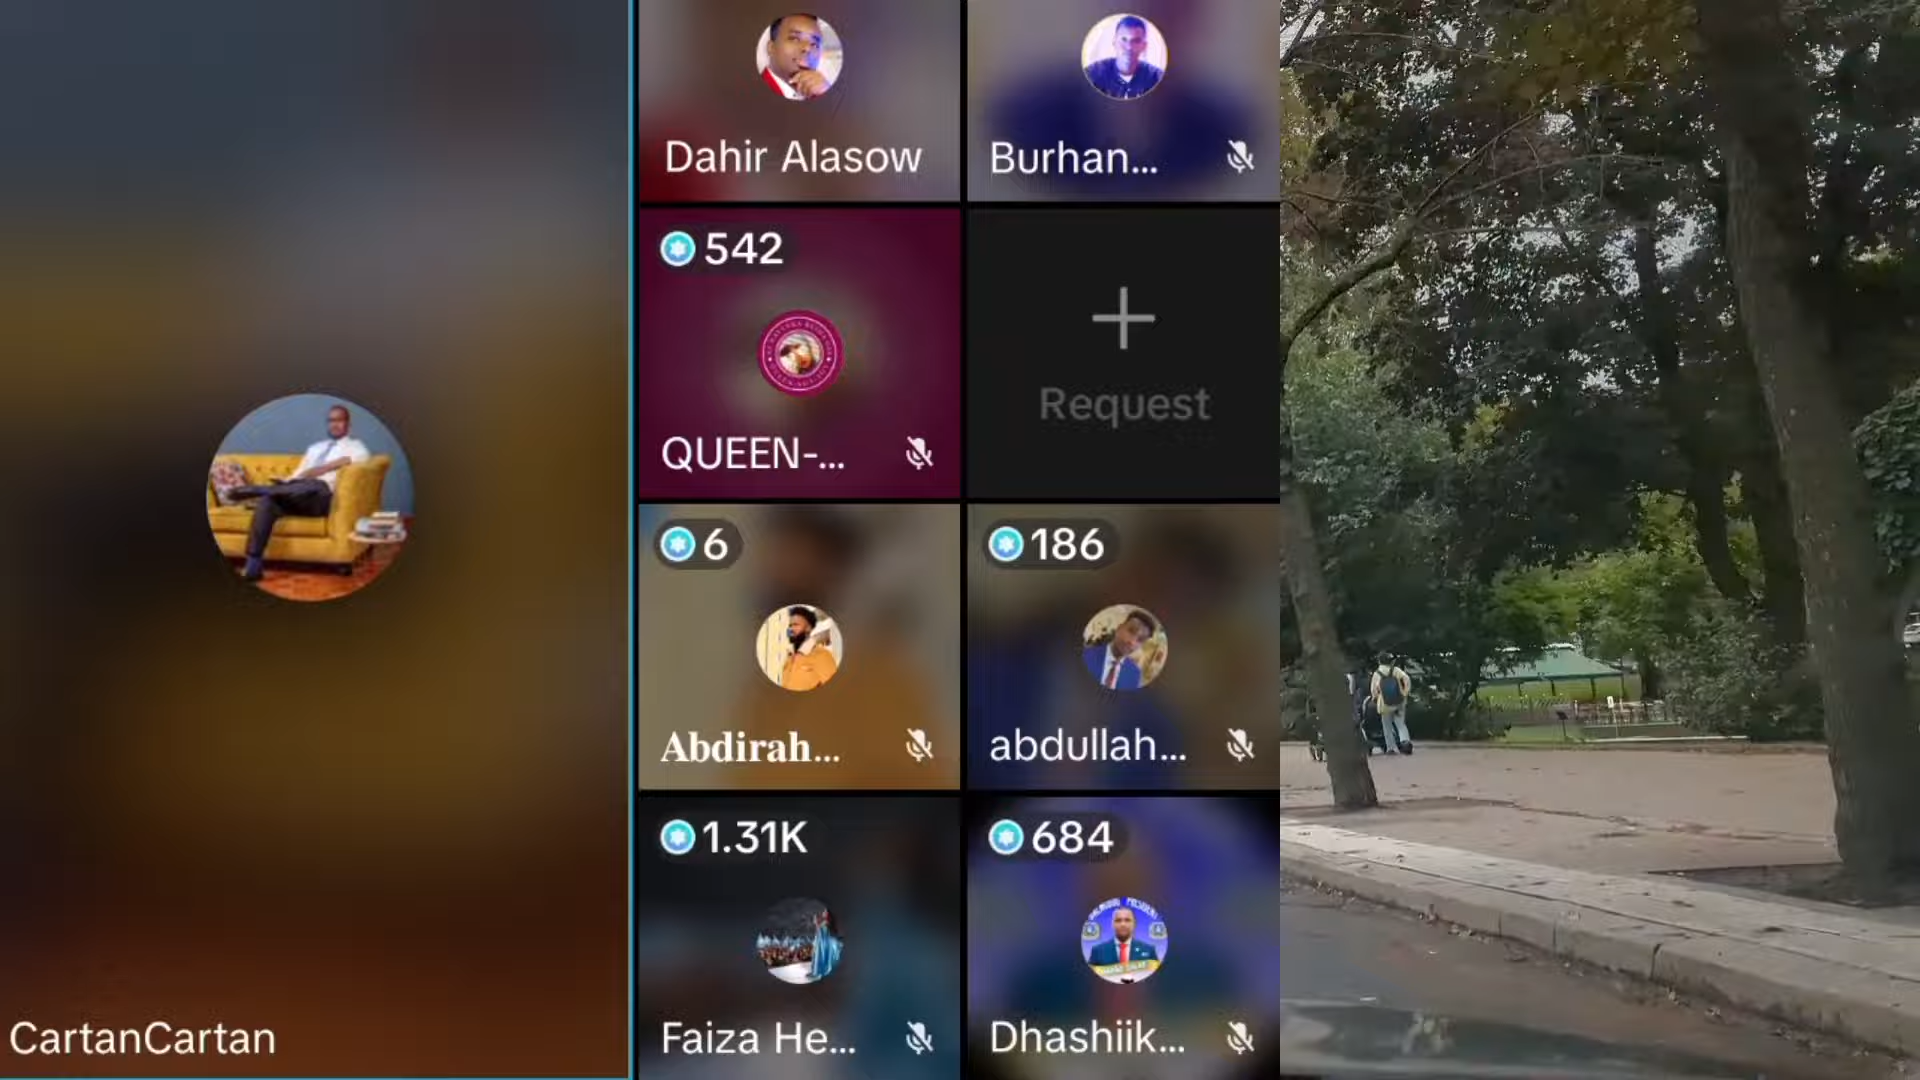 Dahir Alasow
Burhan...
542
QUEEN-...
Request
6
Abdirah...
186
abdullah...
1.31K
Faiza He...
684
Dhashiik...
CartanCartan